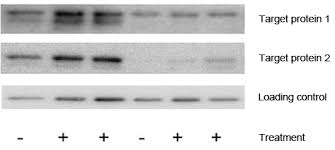 Target protein 1
Target protein 2
Loading control
- + + - + + Treatment